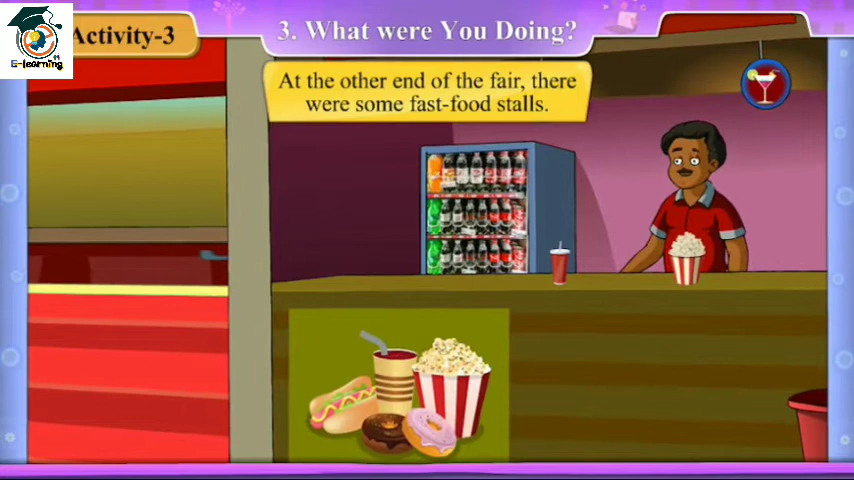 E-learning
Activity-3
3. What were You Doing?
At the other end of the fair, there
were some fast-food stalls.